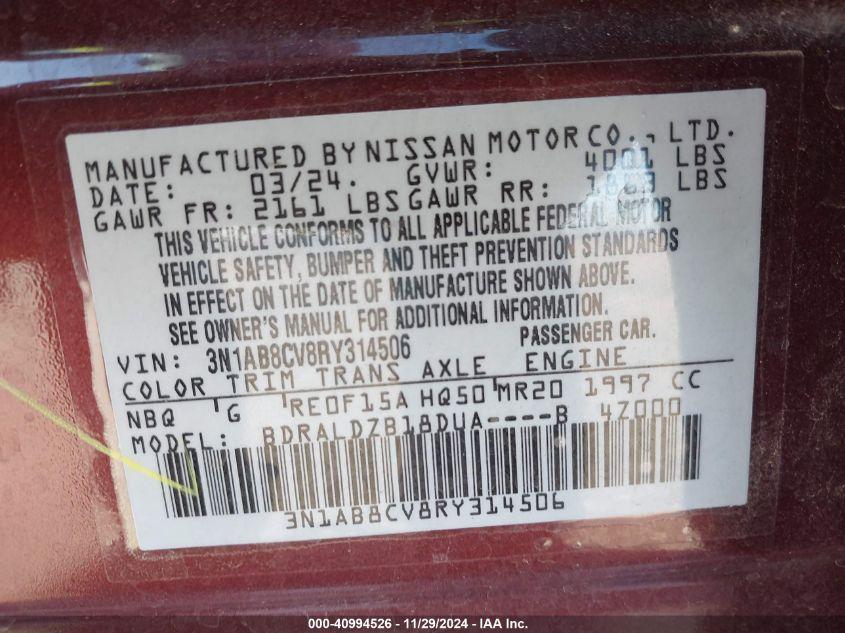 MANUFACTURED BY NISSAN MOTOR CO., LTD.
DATE: 03/24. GVWR: 4001 LBS
GAWR FR: 2161 LBS GAWR RR: LBS
THIS VEHICLE CONFORMS TO ALL APPLICABLE FEDERAL MOTOR
VEHICLE SAFETY, BUMPER AND THEFT PREVENTION STANDARDS
IN EFFECT ON THE DATE OF MANUFACTURE SHOWN ABOVE.
SEE OWNER'S MANUAL FOR ADDITIONAL INFORMATION.
VIN: 3N1AB8CV8RY314506 PASSENGER CAR.
COLOR TRIM TRANS AXLE ENGINE
NBQ G RE0F15A HQ50 MR20 1997 CC
MODEL: BDRALDZB18DUA----B 4Z000
3N1AB8CV8RY314506
000-40994526 - 11/29/2024 - IAA Inc.